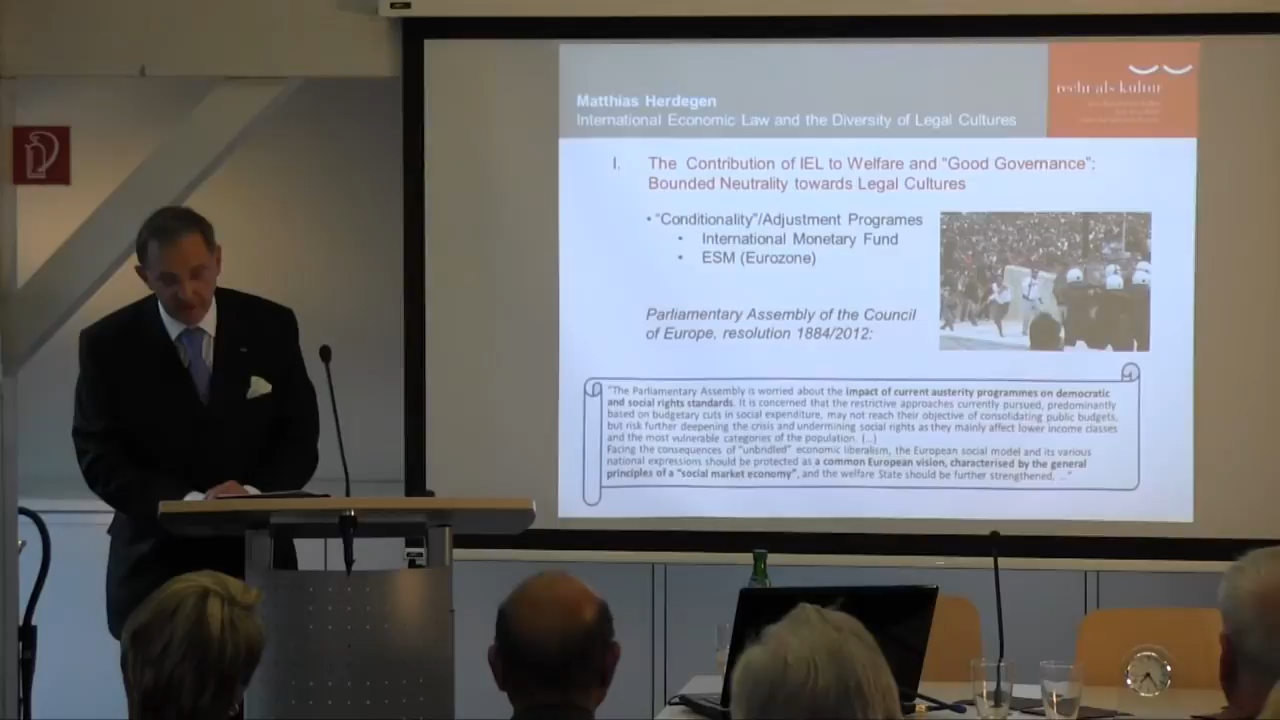 Matthias Herdegen
International Economic Law and the Diversity of Legal Cultures
recht als kultur
I. The Contribution of IEL to Welfare and “Good Governance”:
Bounded Neutrality towards Legal Cultures
• “Conditionality”/Adjustment Programes
• International Monetary Fund
• ESM (Eurozone)
Parliamentary Assembly of the Council
of Europe, resolution 1884/2012:
“The Parliamentary Assembly is worried about the impact of current austerity programmes on democratic
and social rights standards. It is concerned that the restrictive approaches currently pursued, predominantly
based on budgetary cuts in social expenditure, may not reach their objective of consolidating public budgets,
but risk further deepening the crisis and undermining social rights as they mainly affect lower income classes
and the most vulnerable categories of the population. (...)
Facing the consequences of “unbridled” economic liberalism, the European social model and its various
national expressions should be protected as a common European vision, characterised by the general
principles of a “social market economy”, and the welfare State should be further strengthened, ...”